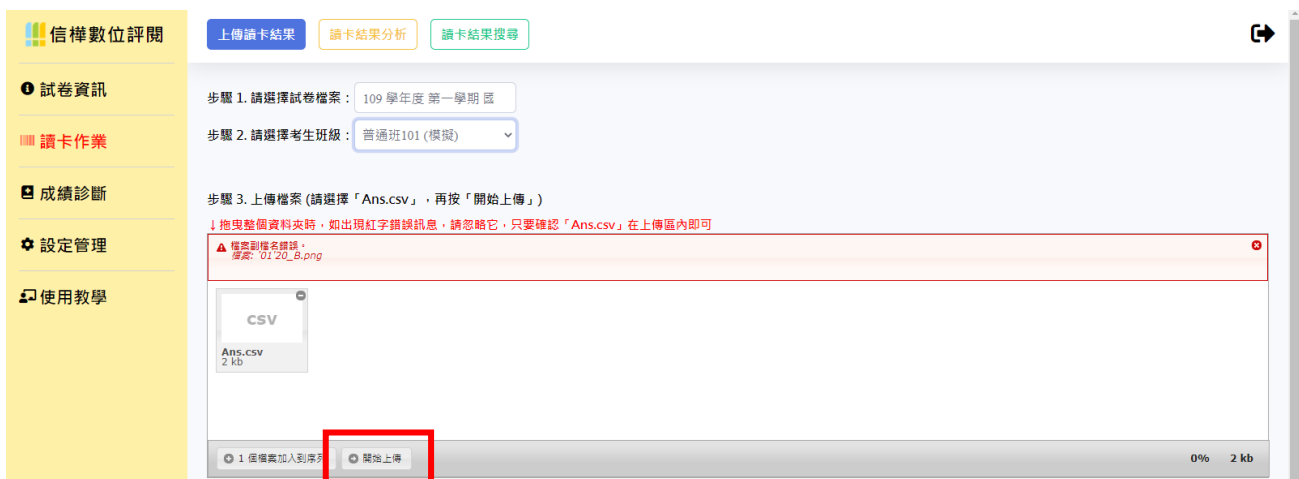 信樺數位評閱
試卷資訊
讀卡作業
成績診斷
設定管理
使用教學
上傳讀卡結果 讀卡結果分析 讀卡結果搜尋
步驟 1. 請選擇試卷檔案： 109 學年度 第一學期 國
步驟 2. 請選擇考生班級： 普通班101 (模擬)
步驟 3. 上傳檔案 (請選擇「Ans.csv」，再按「開始上傳」)
↓拖曳整個資料夾時，如出現紅字錯誤訊息，請忽略它，只要確認「Ans.csv」在上傳區內即可
檔案副檔名錯誤。
檔案: '01'20_B.png
csv
Ans.csv
2 kb
1 個檔案加入到序列 開始上傳 0% 2 kb